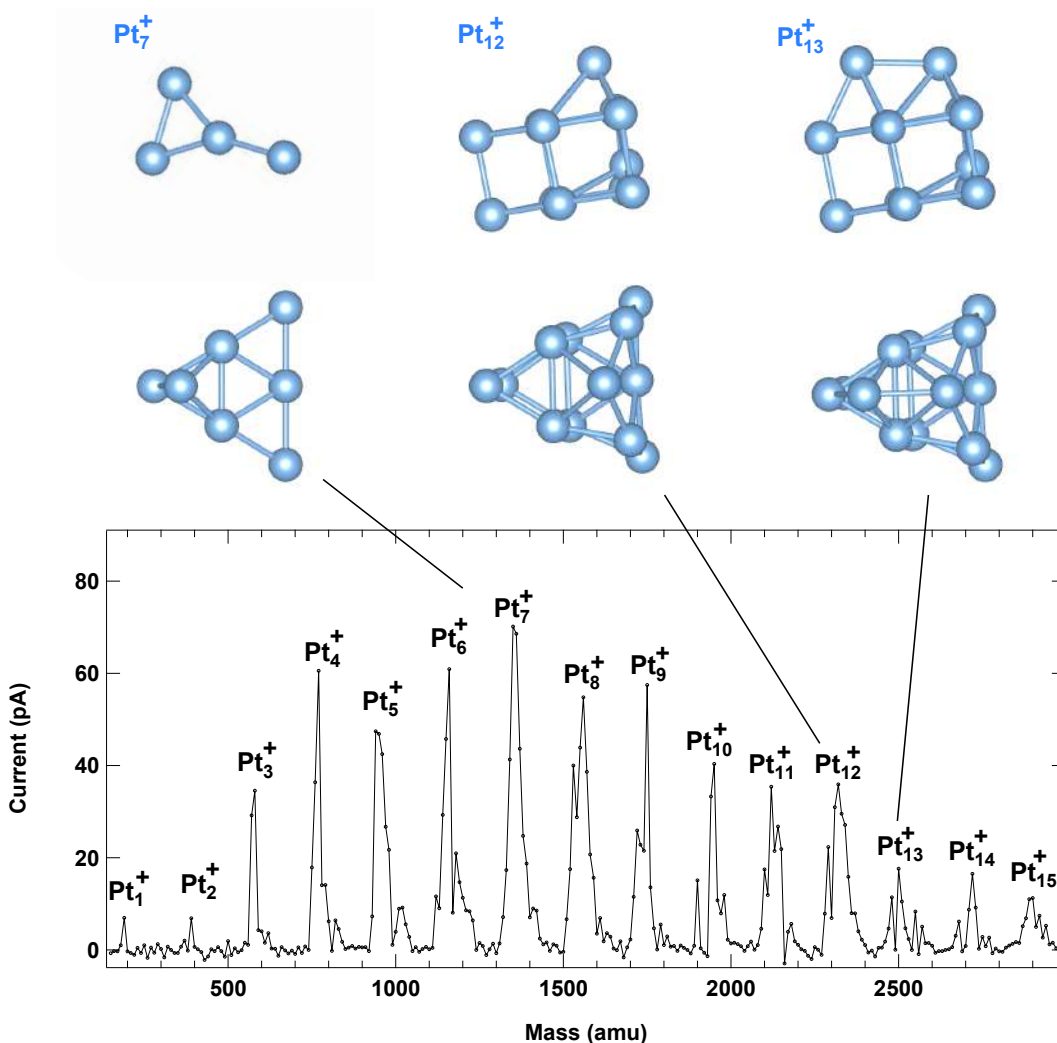 Pt7+ Pt12+ Pt13+
80
60
40
20
0
Current (pA)
Pt1+ Pt2+ Pt3+ Pt4+ Pt5+ Pt6+ Pt7+ Pt8+ Pt9+ Pt10+ Pt11+ Pt12+ Pt13+ Pt14+ Pt15+
500 1000 1500 2000 2500
Mass (amu)